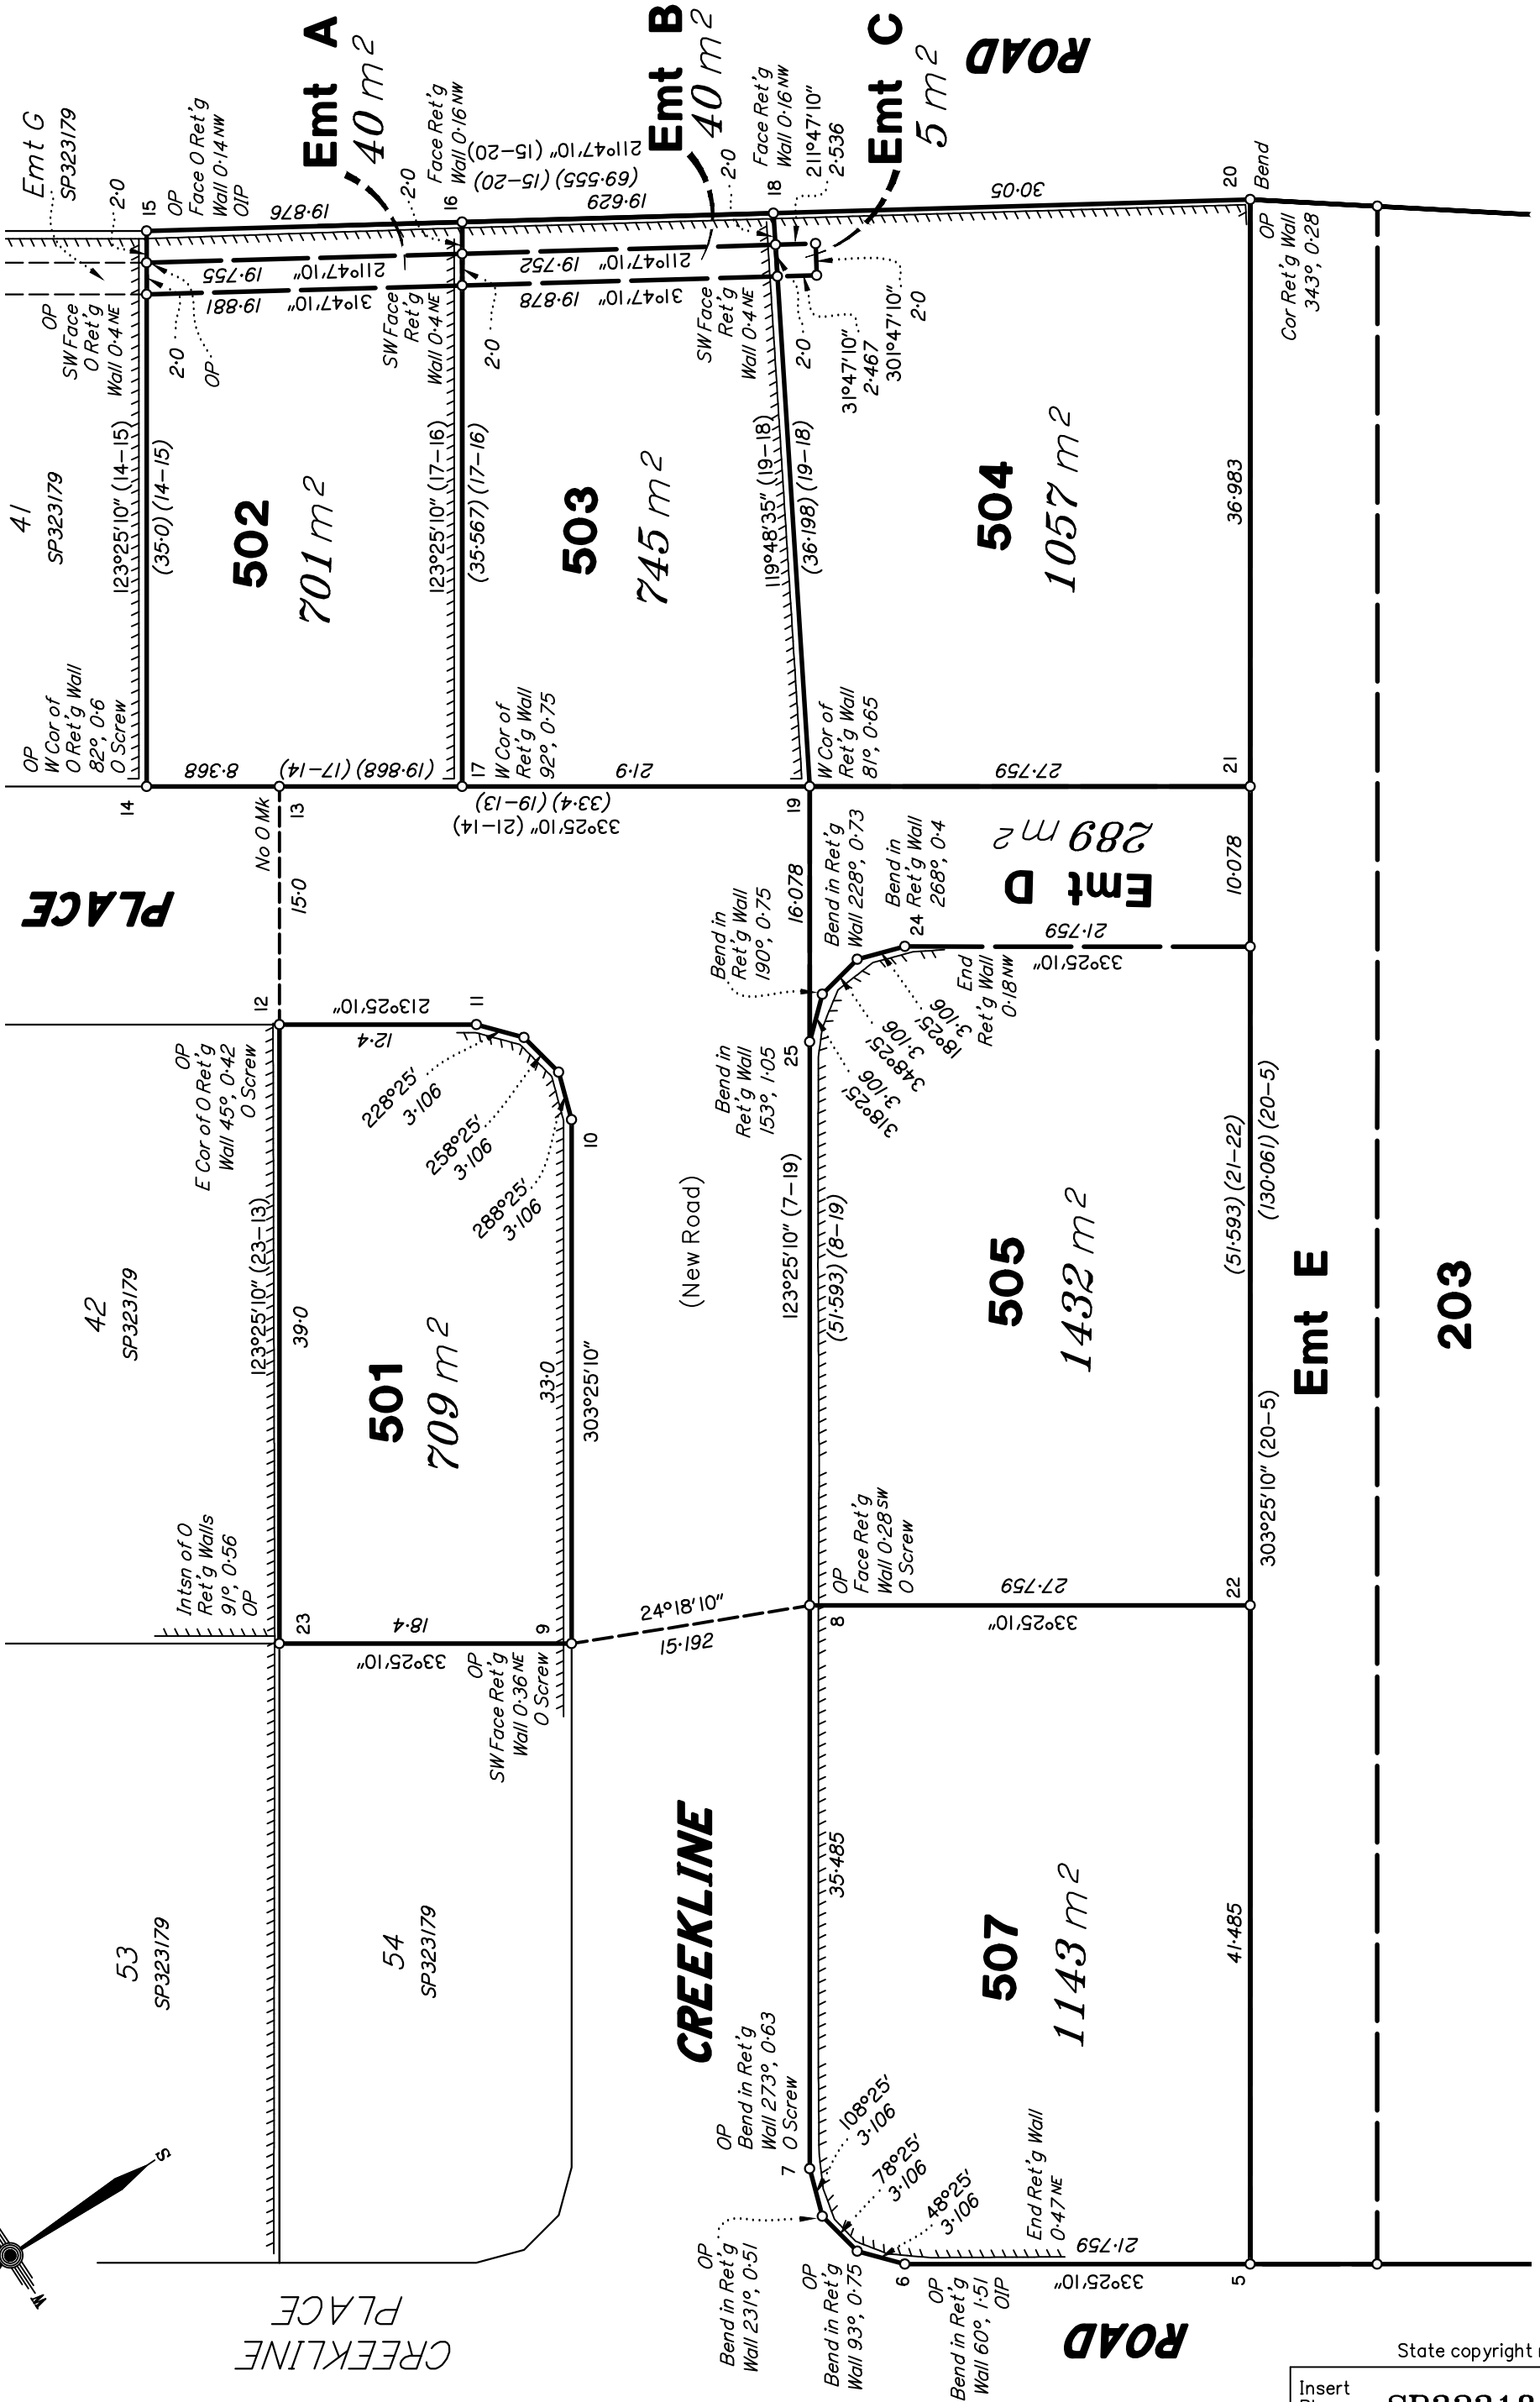 Emt G
SP323179
41
SP323179
42
SP323179
53
SP323179
54
SP323179
CREEKLINE
PLACE
PLACE
CREEKLINE
(New Road)
ROAD
ROAD
S
W
Emt A
40 m²
Emt B
40 m²
Emt C
5 m²
Emt D
289 m²
Emt E
203
501
709 m²
502
701 m²
503
745 m²
504
1057 m²
505
1432 m²
507
1143 m²
OP
W Cor of
O Ret'g Wall
82°, 0·6
O Screw
14
123°25'10" (14–15)
(35·0) (14–15)
OP
SW Face
O Ret'g
Wall 0·4 NE
2·0
OP
2·0
15
OP
Face O Ret'g
Wall 0·14 NW
OIP
19·876
19·755
211°47'10"
19·881
31°47'10"
2·0
16
Face Ret'g
Wall 0·16 NW
211°47'10" (15–20)
(69·555) (15–20)
19·629
SW Face
Ret'g
Wall 0·4 NE
2·0
123°25'10" (17–16)
(35·567) (17–16)
19·752
211°47'10"
19·878
31°47'10"
2·0
18
Face Ret'g
Wall 0·16 NW
211°47'10"
2·536
SW Face
Ret'g
Wall 0·4 NE
2·0
31°47'10"
2·467
301°47'10"
2·0
119°48'35" (19–18)
(36·198) (19–18)
30·05
20
Bend
OP
Cor Ret'g Wall
343°, 0·28
36·983
8·368
(19·868) (17–14)
13
No O Mk
15·0
17
W Cor of
Ret'g Wall
92°, 0·75
21·9
(33·4) (19–13)
33°25'10" (21–14)
19
W Cor of
Ret'g Wall
81°, 0·65
27·759
21
10·078
16·078
Bend in
Ret'g Wall
190°, 0·75
Bend in Ret'g
Wall 228°, 0·73
Bend in
Ret'g Wall
268°, 0·4
24
21·759
33°25'10"
End
Ret'g Wall
0·18 NW
18°25'
3·106
348°25'
3·106
318°25'
3·106
25
Bend in
Ret'g Wall
153°, 1·05
12
OP
E Cor of O Ret'g
Wall 45°, 0·42
O Screw
213°25'10"
12·4
11
228°25'
3·106
258°25'
3·106
288°25'
3·106
10
123°25'10" (23–13)
39·0
33·0
303°25'10"
Intsn of O
Ret'g Walls
91°, 0·56
OP
23
18·4
33°25'10"
9
OP
SW Face Ret'g
Wall 0·36 NE
O Screw
24°18'10"
15·192
123°25'10" (7–19)
(51·593) (8–19)
(51·593) (21–22)
(130·061) (20–5)
303°25'10" (20–5)
8
OP
Face Ret'g
Wall 0·28 SW
O Screw
27·759
33°25'10"
22
35·485
41·485
7
OP
Bend in Ret'g
Wall 273°, 0·63
O Screw
108°25'
3·106
78°25'
3·106
48°25'
3·106
OP
Bend in Ret'g
Wall 231°, 0·51
OP
Bend in Ret'g
Wall 93°, 0·75
6
OP
Bend in Ret'g
Wall 60°, 1·51
OIP
End Ret'g Wall
0·47 NE
21·759
33°25'10"
5
State copyright
Insert